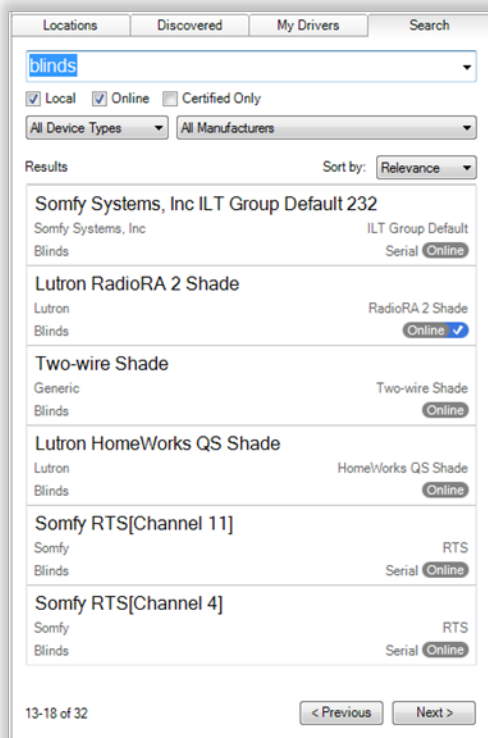 Locations Discovered My Drivers Search
blinds
Local Online Certified Only
All Device Types All Manufacturers
Results Sort by: Relevance
Somfy Systems, Inc ILT Group Default 232
Somfy Systems, Inc ILT Group Default
Blinds Serial Online
Lutron RadioRA 2 Shade
Lutron RadioRA 2 Shade
Blinds Online
Two-wire Shade
Generic Two-wire Shade
Blinds Online
Lutron HomeWorks QS Shade
Lutron HomeWorks QS Shade
Blinds Online
Somfy RTS[Channel 11]
Somfy RTS
Blinds Serial Online
Somfy RTS[Channel 4]
Somfy RTS
Blinds Serial Online
13-18 of 32 < Previous Next >